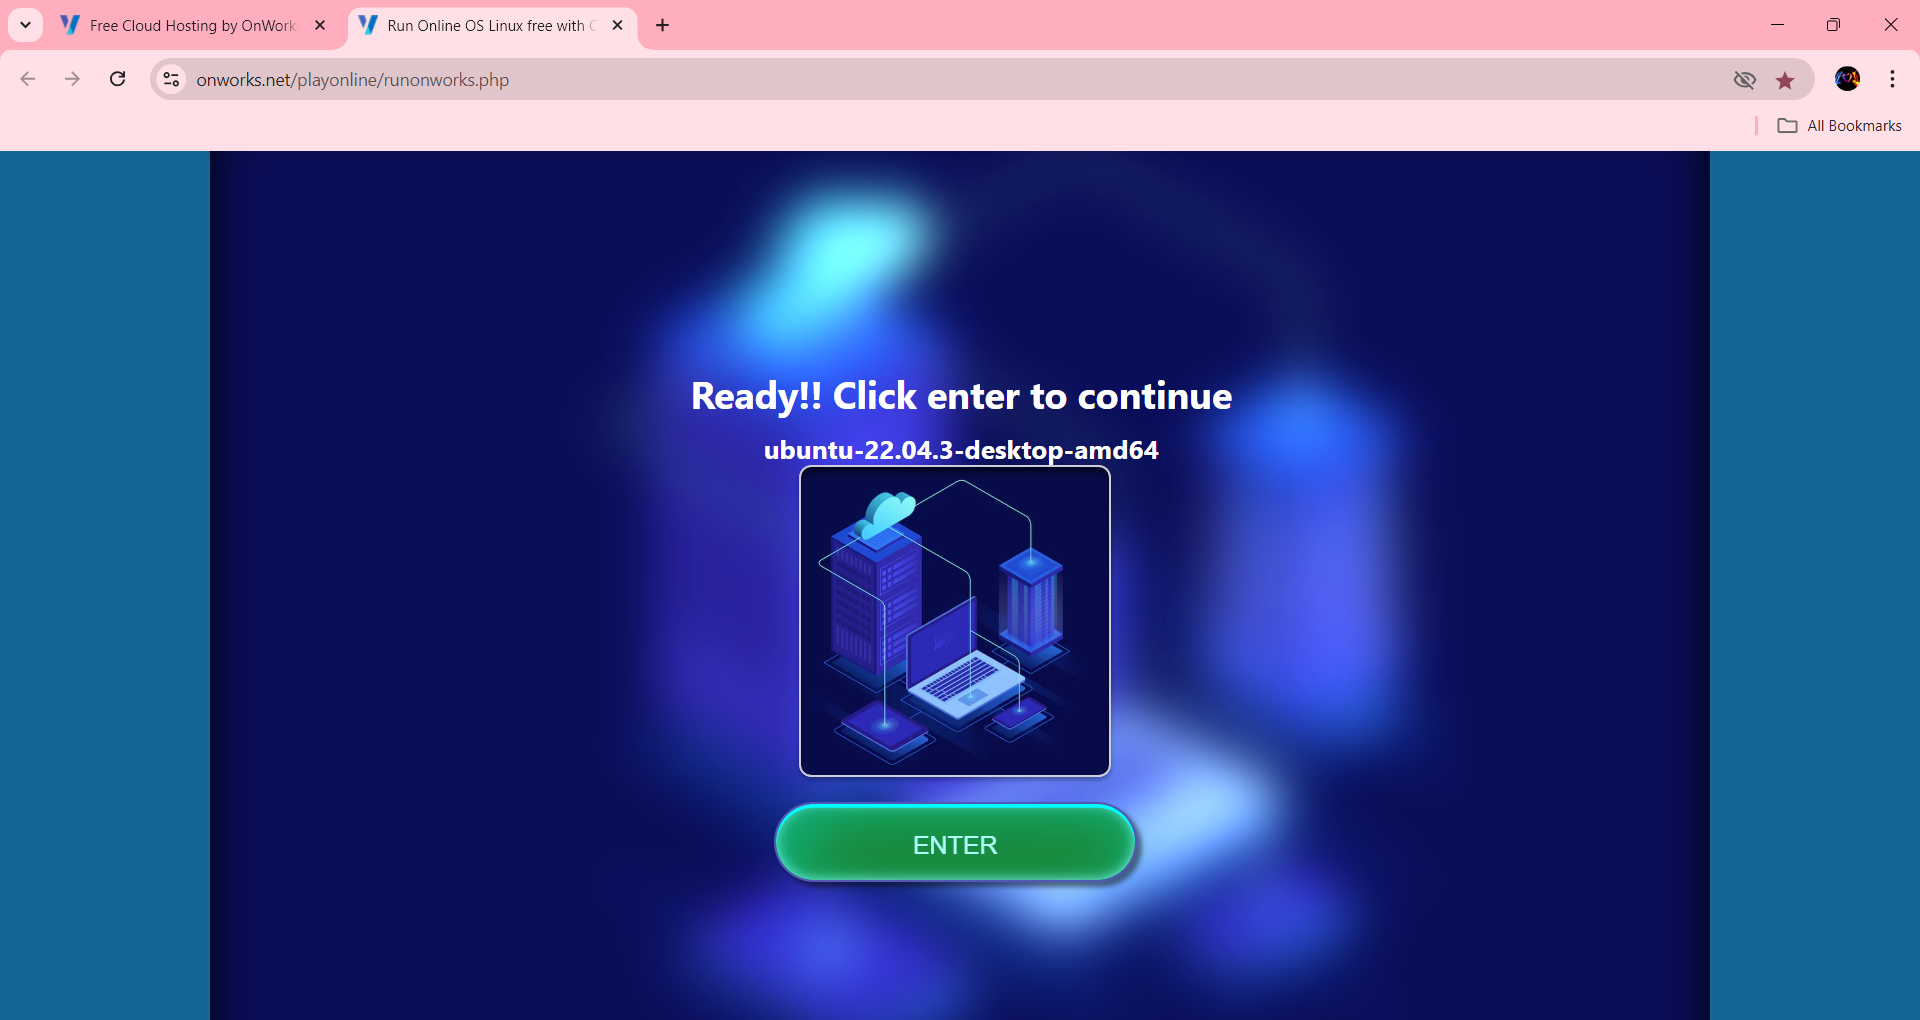 Free Cloud Hosting by OnWork
Run Online OS Linux free with
onworks.net/playonline/runonworks.php
All Bookmarks
Ready!! Click enter to continue
ubuntu-22.04.3-desktop-amd64
ENTER